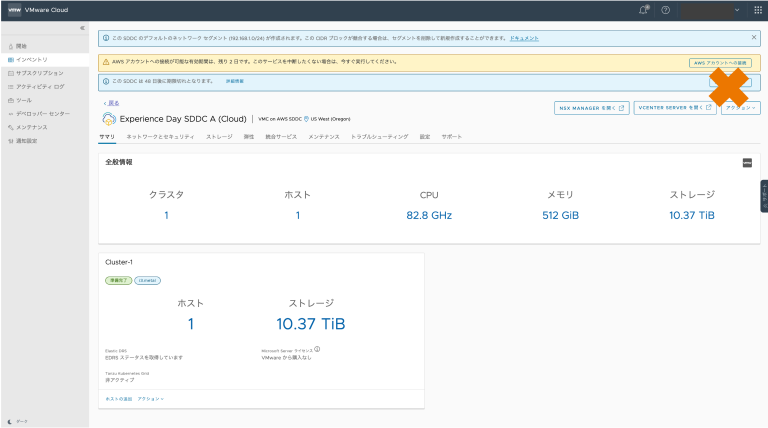 vmw VMware Cloud
開始
インベントリ
サブスクリプション
アクティビティ ログ
ツール
デベロッパー センター
メンテナンス
通知設定
ダーク
この SDDC のデフォルトのネットワーク セグメント (192.168.1.0/24) が作成されます。この CIDR ブロックが競合する場合は、セグメントを削除して新規作成することができます。 ドキュメント
AWS アカウントへの接続が可能な有効期間は、残り 2 日です。このサービスを中断したくない場合は、今すぐ実行してください。
AWS アカウントへの接続
この SDDC は 48 日後に期限切れとなります。 詳細情報
< 戻る
Experience Day SDDC A (Cloud) | VMC on AWS SDDC US West (Oregon)
NSX MANAGER を開く
VCENTER SERVER を開く
アクション
サマリ ネットワークとセキュリティ ストレージ 弾性 統合サービス メンテナンス トラブルシューティング 設定 サポート
全般情報
vmw
クラスタ ホスト CPU メモリ ストレージ
1 1 82.8 GHz 512 GiB 10.37 TiB
Cluster-1
準備完了 i3.metal
ホスト ストレージ
1 10.37 TiB
Elastic DRS
EDRS ステータスを取得しています
Microsoft Server ライセンス
VMware から購入なし
Tanzu Kubernetes Grid
非アクティブ
ホストの追加 アクション